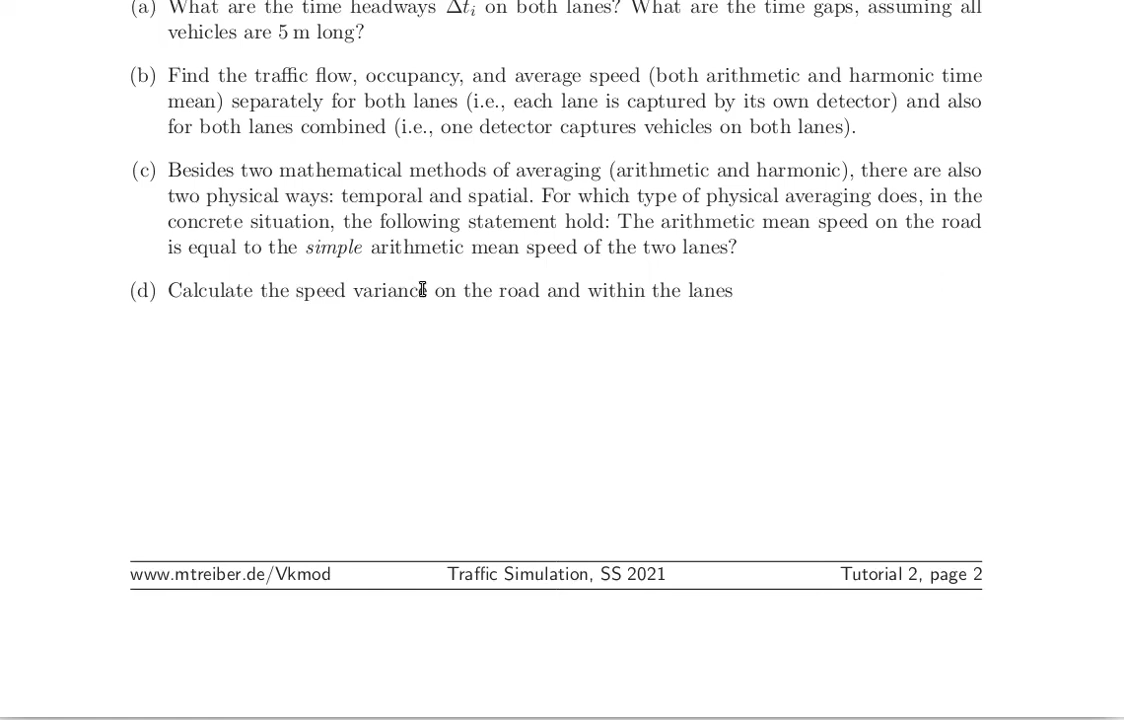 (a) What are the time headways Δtᵢ on both lanes? What are the time gaps, assuming all
vehicles are 5 m long?
(b) Find the traffic flow, occupancy, and average speed (both arithmetic and harmonic time
mean) separately for both lanes (i.e., each lane is captured by its own detector) and also
for both lanes combined (i.e., one detector captures vehicles on both lanes).
(c) Besides two mathematical methods of averaging (arithmetic and harmonic), there are also
two physical ways: temporal and spatial. For which type of physical averaging does, in the
concrete situation, the following statement hold: The arithmetic mean speed on the road
is equal to the simple arithmetic mean speed of the two lanes?
(d) Calculate the speed variance on the road and within the lanes
www.mtreiber.de/Vkmod Traffic Simulation, SS 2021 Tutorial 2, page 2